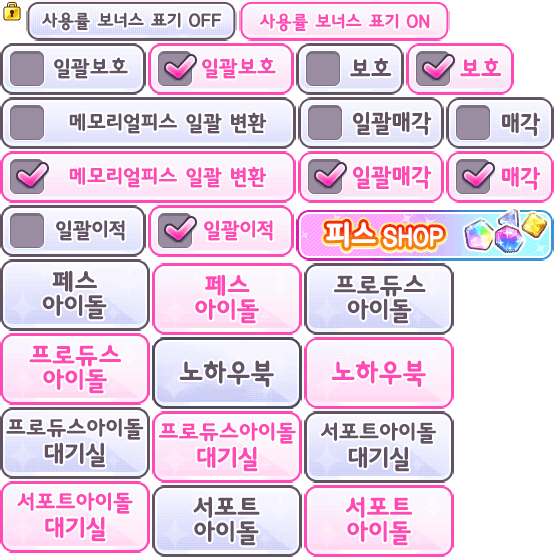 사용률 보너스 표기 OFF
사용률 보너스 표기 ON
일괄보호
일괄보호
보호
보호
메모리얼피스 일괄 변환
일괄매각
매각
메모리얼피스 일괄 변환
일괄매각
매각
일괄이적
일괄이적
피스 SHOP
페스
아이돌
페스
아이돌
프로듀스
아이돌
프로듀스
아이돌
노하우북
노하우북
프로듀스아이돌
대기실
프로듀스아이돌
대기실
서포트아이돌
대기실
서포트아이돌
대기실
서포트
아이돌
서포트
아이돌